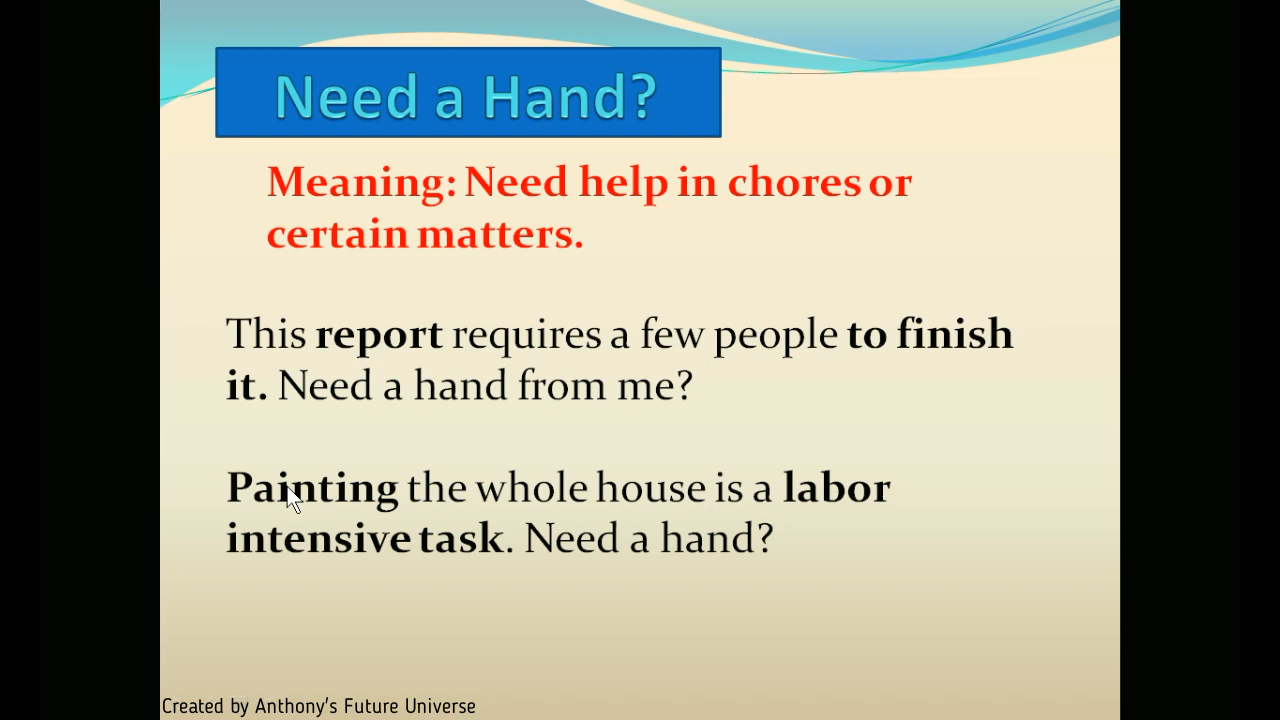 Need a Hand?
Meaning: Need help in chores or
certain matters.
This report requires a few people to finish
it. Need a hand from me?
Painting the whole house is a labor
intensive task. Need a hand?
Created by Anthony's Future Universe